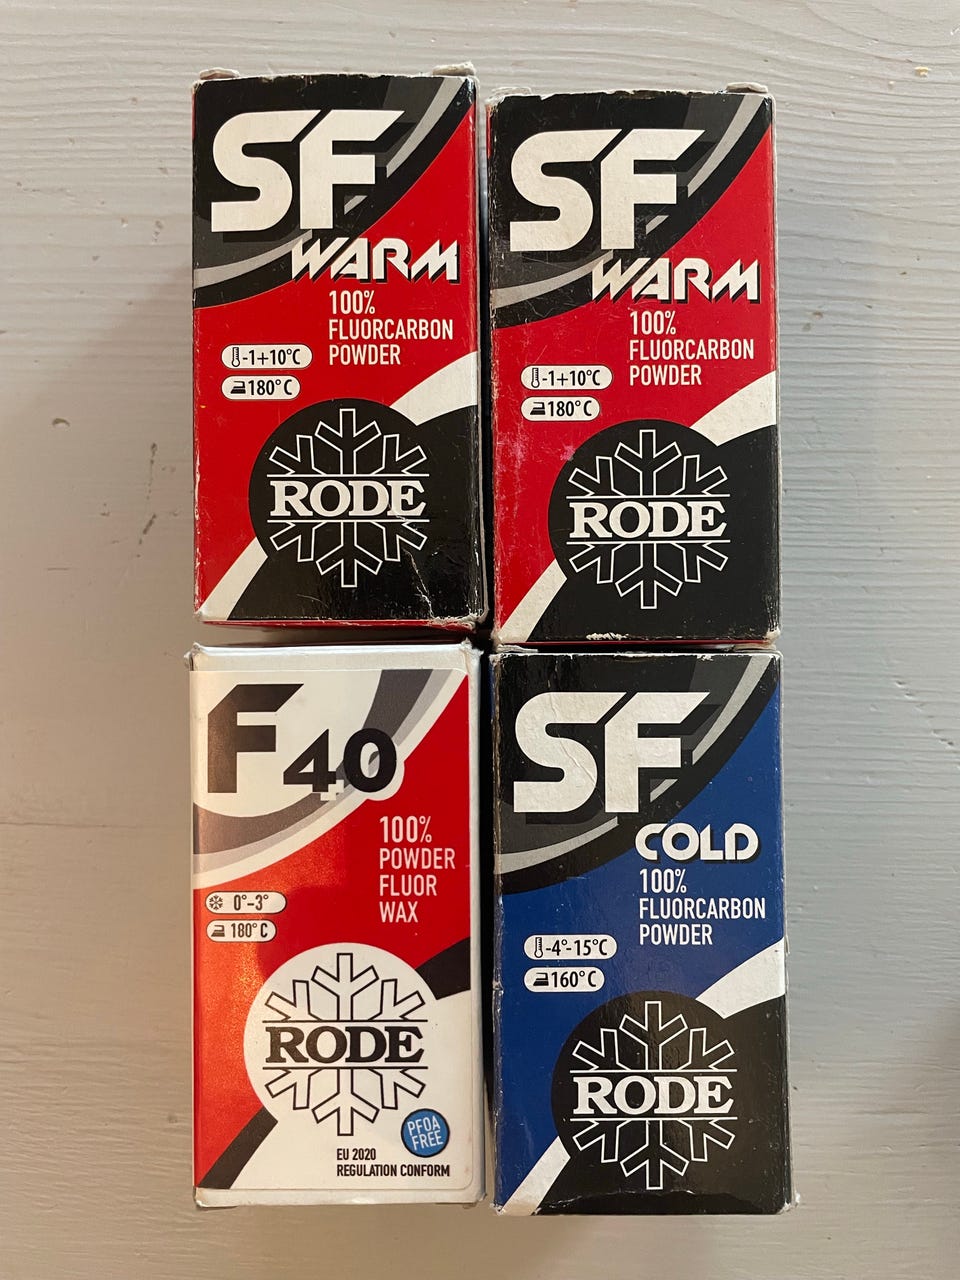 SF
WARM
100%
FLUORCARBON
POWDER
-1+10°C
180°C
RODE
SF
WARM
100%
FLUORCARBON
POWDER
-1+10°C
180°C
RODE
F40
100%
POWDER
FLUOR
WAX
0°-3°
180°C
RODE
PFOA
FREE
EU 2020
REGULATION CONFORM
SF
COLD
100%
FLUORCARBON
POWDER
-4°-15°C
160°C
RODE